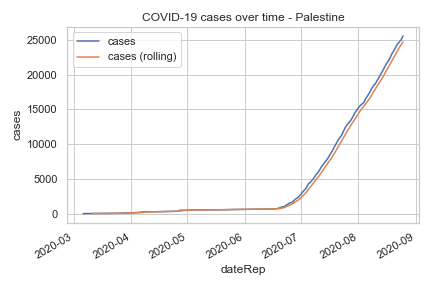 COVID-19 cases over time - Palestine
cases
cases (rolling)
25000
20000
15000
10000
5000
0
cases
2020-03
2020-04
2020-05
2020-06
2020-07
2020-08
2020-09
dateRep